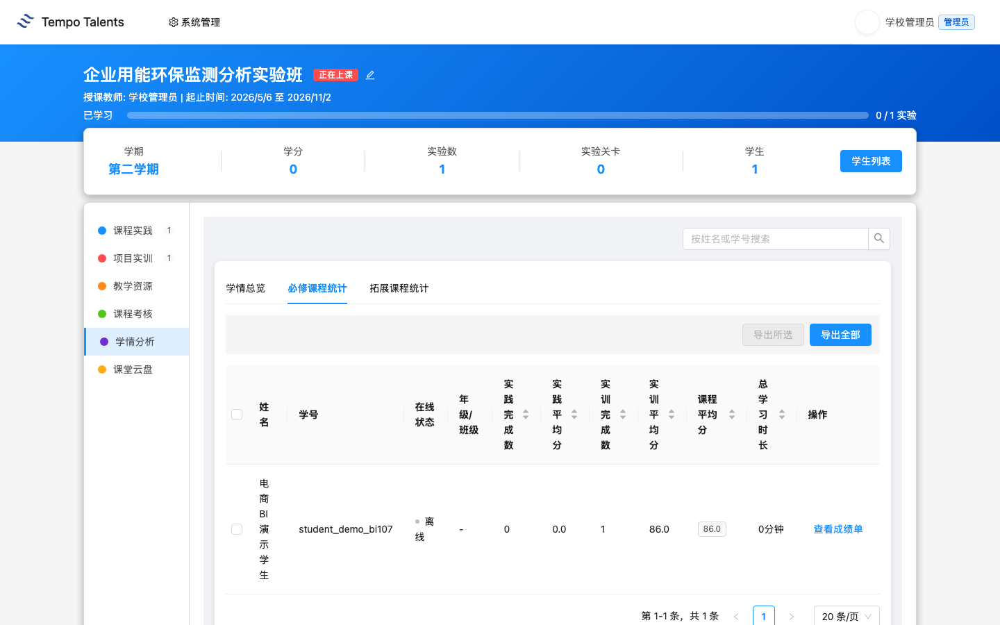 Tempo Talents
系统管理
学校管理员 管理员
企业用能环保监测分析实验班 正在上课
授课教师: 学校管理员 | 起止时间: 2026/5/6 至 2026/11/2
已学习 0 / 1 实验
学期 学分 实验数 实验关卡 学生
第二学期 0 1 0 1
学生列表
课程实践 1
项目实训 1
教学资源
课程考核
学情分析
课堂云盘
按姓名或学号搜索
学情总览 必修课程统计 拓展课程统计
导出所选 导出全部
姓名 学号 在线状态 年级/班级 实践完成数 实践平均分 实训完成数 实训平均分 课程平均分 总学习时长 操作
电商BI演示学生 student_demo_bi107 离线 - 0 0.0 1 86.0 86.0 0分钟 查看成绩单
第 1-1 条，共 1 条 1 20 条/页